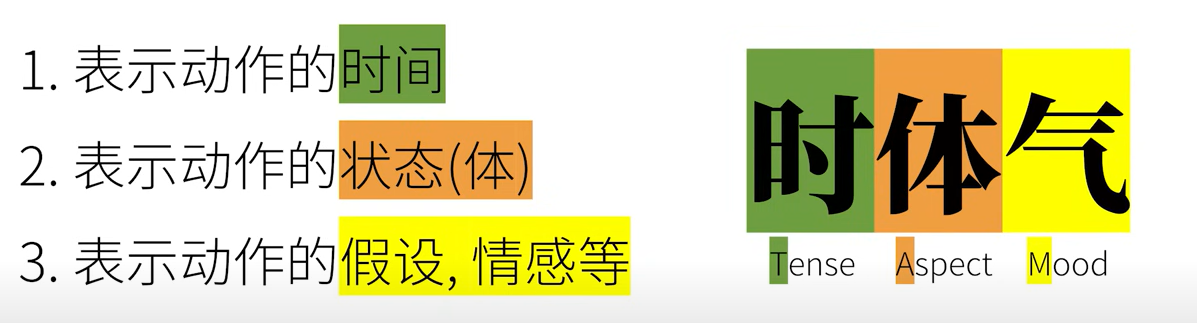 1. 表示动作的时间
2. 表示动作的状态(体)
3. 表示动作的假设, 情感等
时体气
Tense Aspect Mood